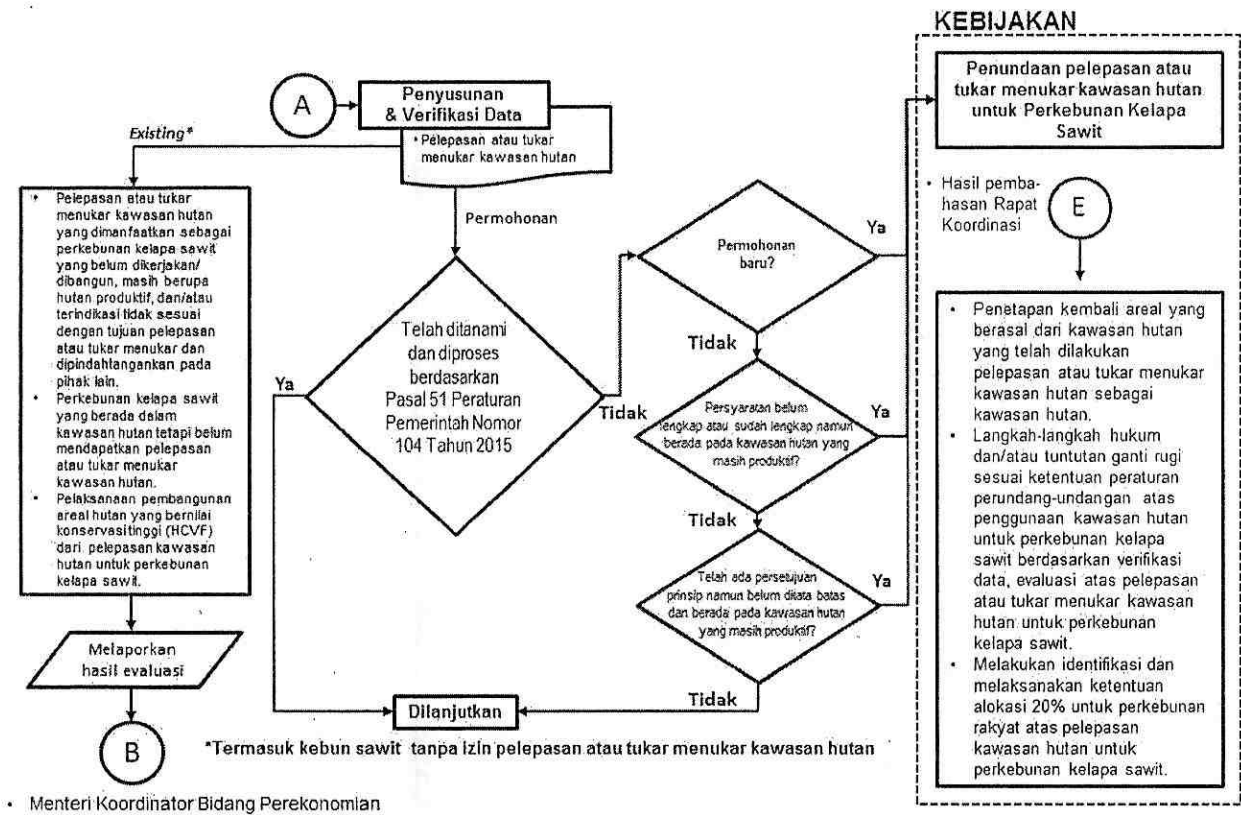 KEBIJAKAN
A
Penyusunan
& Verifikasi Data
• Pelepasan atau tukar
menukar kawasan hutan
Existing*
• Pelepasan atau tukar
menukar kawasan hutan
yang dimanfaatkan sebagai
perkebunan kelapa sawit
yang belum dikerjakan/
dibangun, masih berupa
hutan produktif, dan/atau
terindikasi tidak sesuai
dengan tujuan pelepasan
atau tukar menukar dan
dipindahtangankan pada
pihak lain.
• Perkebunan kelapa sawit
yang berada dalam
kawasan hutan tetapi belum
mendapatkan pelepasan
atau tukar menukar
kawasan hutan.
• Pelaksanaan pembangunan
areal hutan yang bernilai
konservasi tinggi (HCVF)
dari pelepasan kawasan
hutan untuk perkebunan
kelapa sawit.
Melaporkan
hasil evaluasi
B
• Menteri Koordinator Bidang Perekonomian
Permohonan
Telah ditanami
dan diproses
berdasarkan
Pasal 51 Peraturan
Pemerintah Nomor
104 Tahun 2015
Ya
Tidak
Permohonan
baru?
Ya
Tidak
Persyaratan belum
lengkap atau sudah lengkap namun
berada pada kawasan hutan yang
masih produktif?
Ya
Tidak
Telah ada persetujuan
prinsip namun belum ditata batas
dan berada pada kawasan hutan
yang masih produktif?
Ya
Tidak
Dilanjutkan
*Termasuk kebun sawit tanpa izin pelepasan atau tukar menukar kawasan hutan
Penundaan pelepasan atau
tukar menukar kawasan hutan
untuk Perkebunan Kelapa
Sawit
• Hasil pemba-
hasan Rapat
Koordinasi
E
• Penetapan kembali areal yang
berasal dari kawasan hutan
yang telah dilakukan
pelepasan atau tukar menukar
kawasan hutan sebagai
kawasan hutan.
• Langkah-langkah hukum
dan/atau tuntutan ganti rugi
sesuai ketentuan peraturan
perundang-undangan atas
penggunaan kawasan hutan
untuk perkebunan kelapa
sawit berdasarkan verifikasi
data, evaluasi atas pelepasan
atau tukar menukar kawasan
hutan untuk perkebunan
kelapa sawit.
• Melakukan identifikasi dan
melaksanakan ketentuan
alokasi 20% untuk perkebunan
rakyat atas pelepasan
kawasan hutan untuk
perkebunan kelapa sawit.